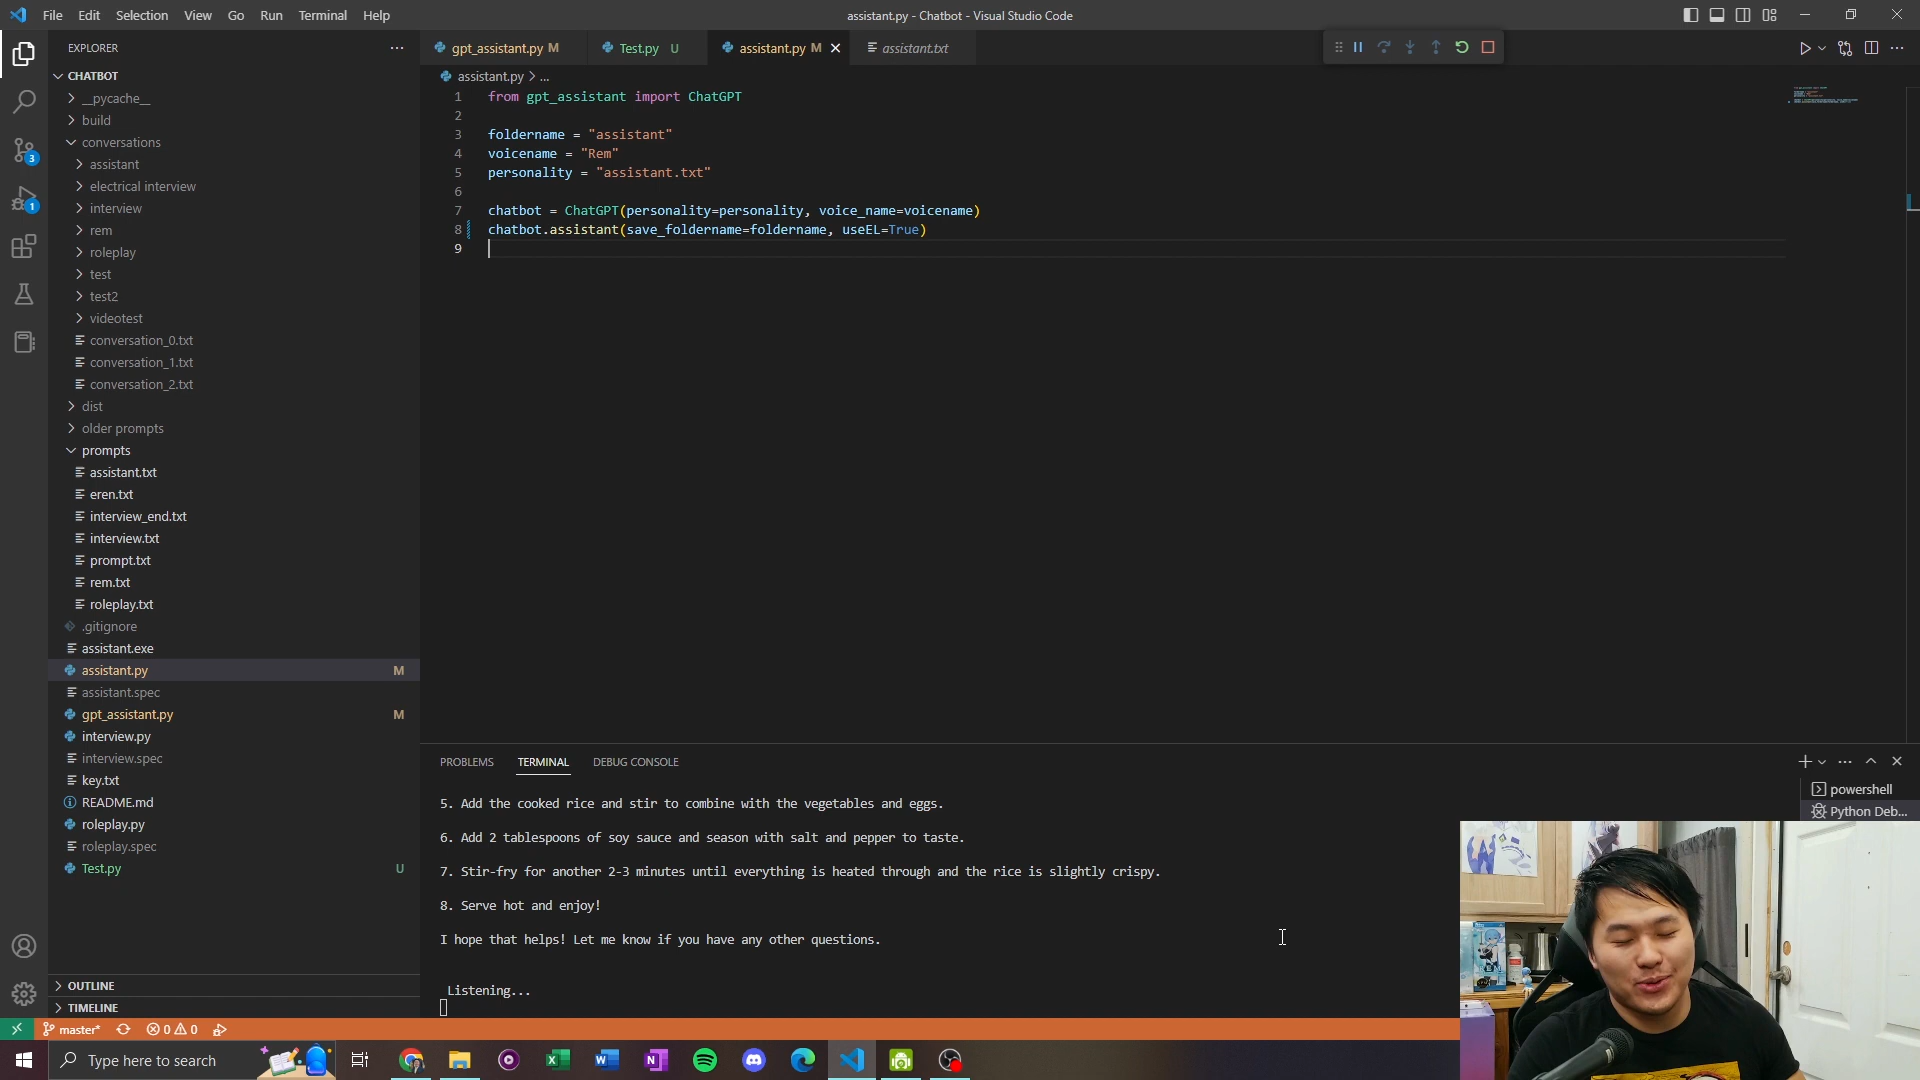 File Edit Selection View Go Run Terminal Help
assistant.py - Chatbot - Visual Studio Code
EXPLORER
gpt_assistant.py M
Test.py U
assistant.py M
assistant.txt
CHATBOT
__pycache__
build
conversations
assistant
electrical interview
interview
rem
roleplay
test
test2
videotest
conversation_0.txt
conversation_1.txt
conversation_2.txt
dist
older prompts
prompts
assistant.txt
eren.txt
interview_end.txt
interview.txt
prompt.txt
rem.txt
roleplay.txt
.gitignore
assistant.exe
assistant.py M
assistant.spec
gpt_assistant.py M
interview.py
interview.spec
key.txt
README.md
roleplay.py
roleplay.spec
Test.py U
OUTLINE
TIMELINE
3
1
assistant.py > ...
1 from gpt_assistant import ChatGPT
2
3 foldername = "assistant"
4 voicename = "Rem"
5 personality = "assistant.txt"
6
7 chatbot = ChatGPT(personality=personality, voice_name=voicename)
8 chatbot.assistant(save_foldername=foldername, useEL=True)
9
PROBLEMS TERMINAL DEBUG CONSOLE
powershell
Python Deb...
5. Add the cooked rice and stir to combine with the vegetables and eggs.
6. Add 2 tablespoons of soy sauce and season with salt and pepper to taste.
7. Stir-fry for another 2-3 minutes until everything is heated through and the rice is slightly crispy.
8. Serve hot and enjoy!
I hope that helps! Let me know if you have any other questions.
Listening...
master* 0 0
Type here to search